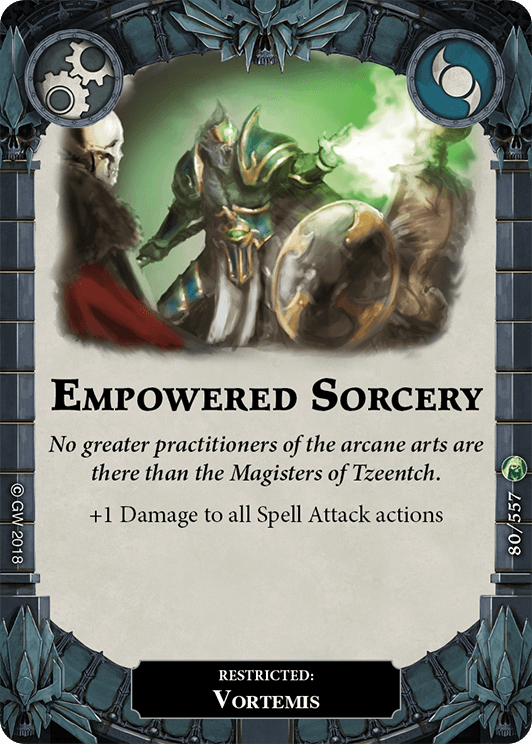 Empowered Sorcery
No greater practitioners of the arcane arts are
there than the Magisters of Tzeentch.
+1 Damage to all Spell Attack actions
© GW 2018
80/557
RESTRICTED:
Vortemis